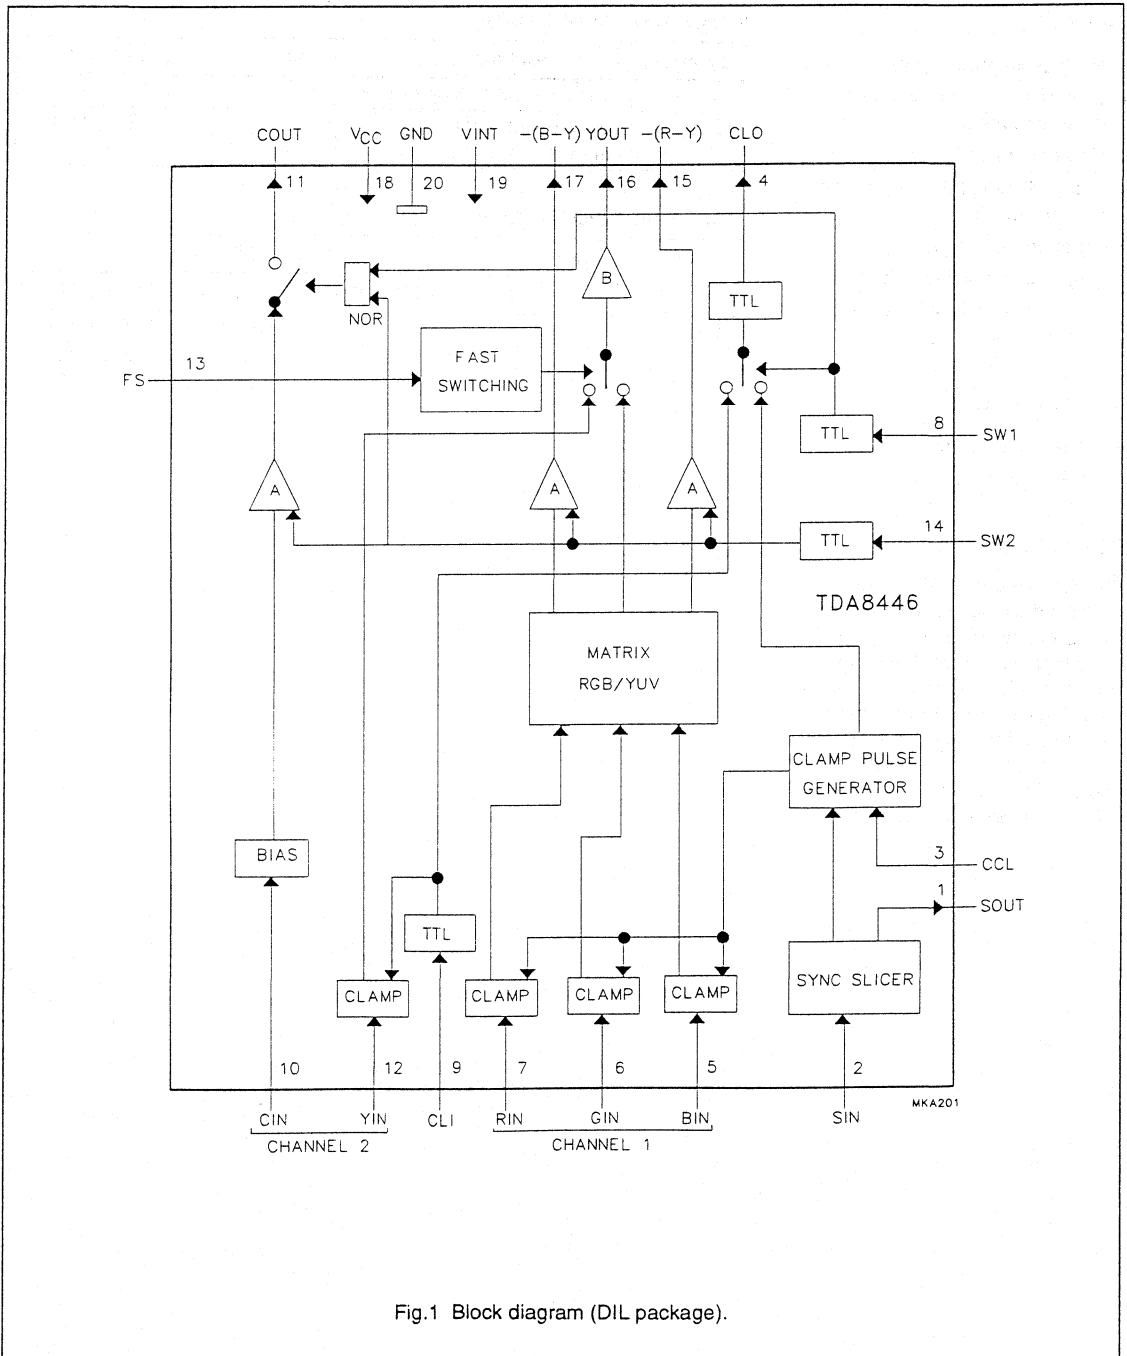 COUT VCC GND VINT -(B-Y) YOUT -(R-Y) CLO
11 18 20 19 17 16 15 4
B
TTL
NOR
13
FS
FAST
SWITCHING
TTL
8
SW1
A
A
A
TTL
14
SW2
TDA8446
MATRIX
RGB/YUV
CLAMP PULSE
GENERATOR
BIAS
3
CCL
1
SOUT
TTL
SYNC SLICER
CLAMP
CLAMP
CLAMP
CLAMP
10 12 9 7 6 5 2
MKA201
CIN YIN CLI RIN GIN BIN SIN
CHANNEL 2 CHANNEL 1
Fig.1 Block diagram (DIL package).